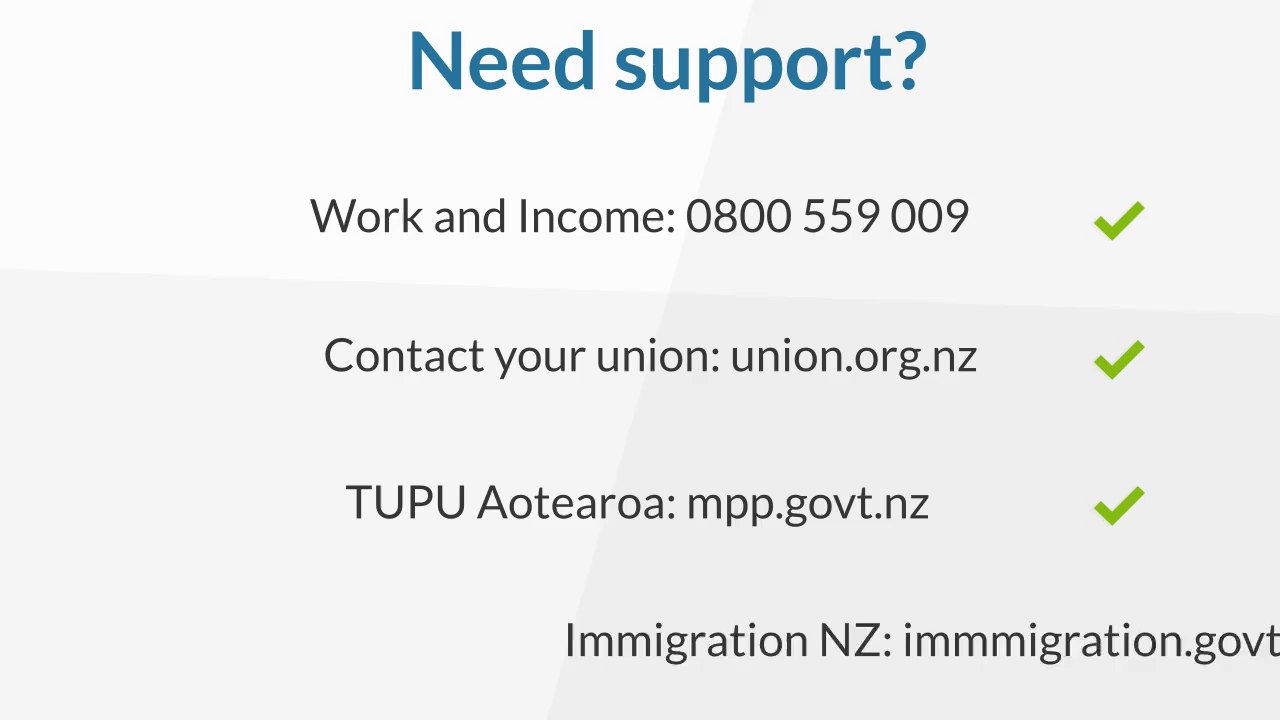 Need support?
Work and Income: 0800 559 009
Contact your union: union.org.nz
TUPU Aotearoa: mpp.govt.nz
Immigration NZ: immmigration.govt